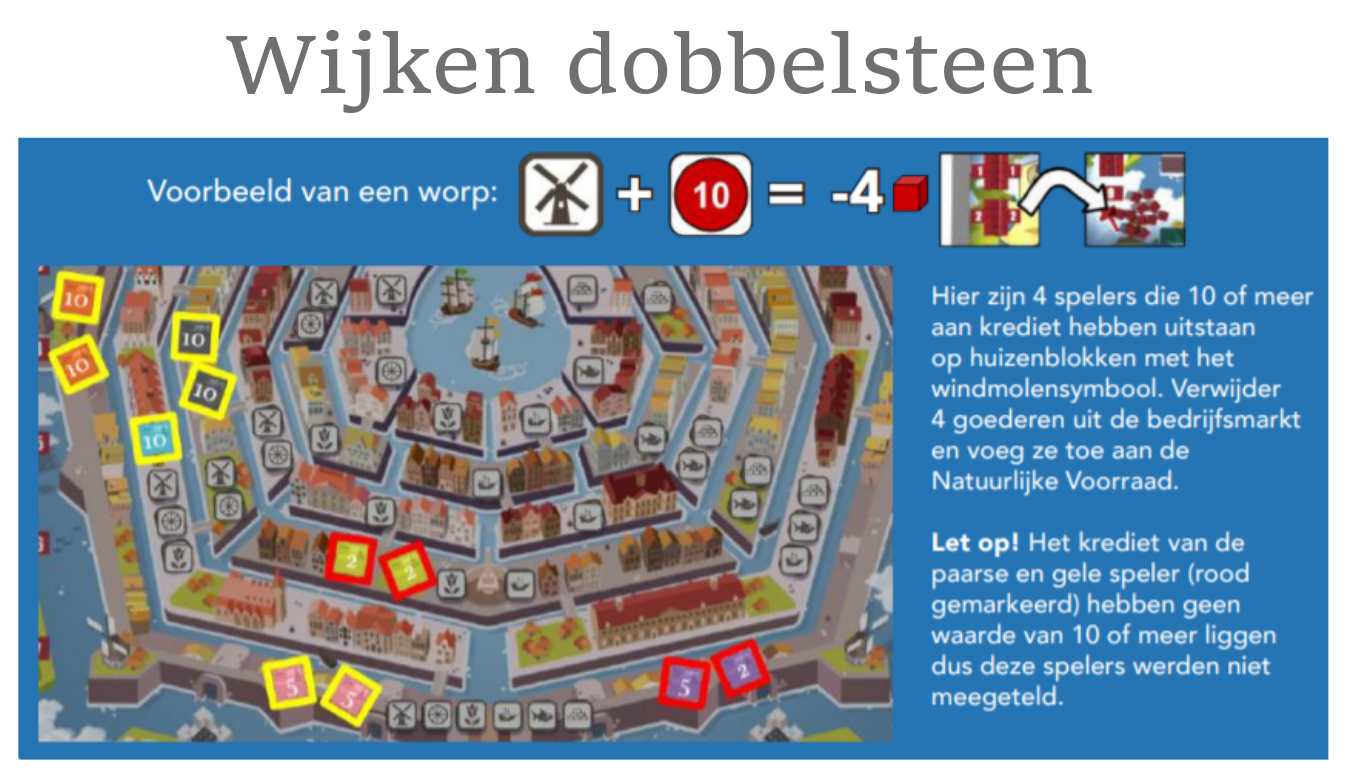 Wijken dobbelsteen
Voorbeeld van een worp: + 10 = -4
1 1
2 2
Hier zijn 4 spelers die 10 of meer
aan krediet hebben uitstaan
op huizenblokken met het
windmolensymbool. Verwijder
4 goederen uit de bedrijfsmarkt
en voeg ze toe aan de
Natuurlijke Voorraad.
Let op! Het krediet van de
paarse en gele speler (rood
gemarkeerd) hebben geen
waarde van 10 of meer liggen
dus deze spelers werden niet
meegeteld.
10
10
10
10
10
2 2
5 5
5 2